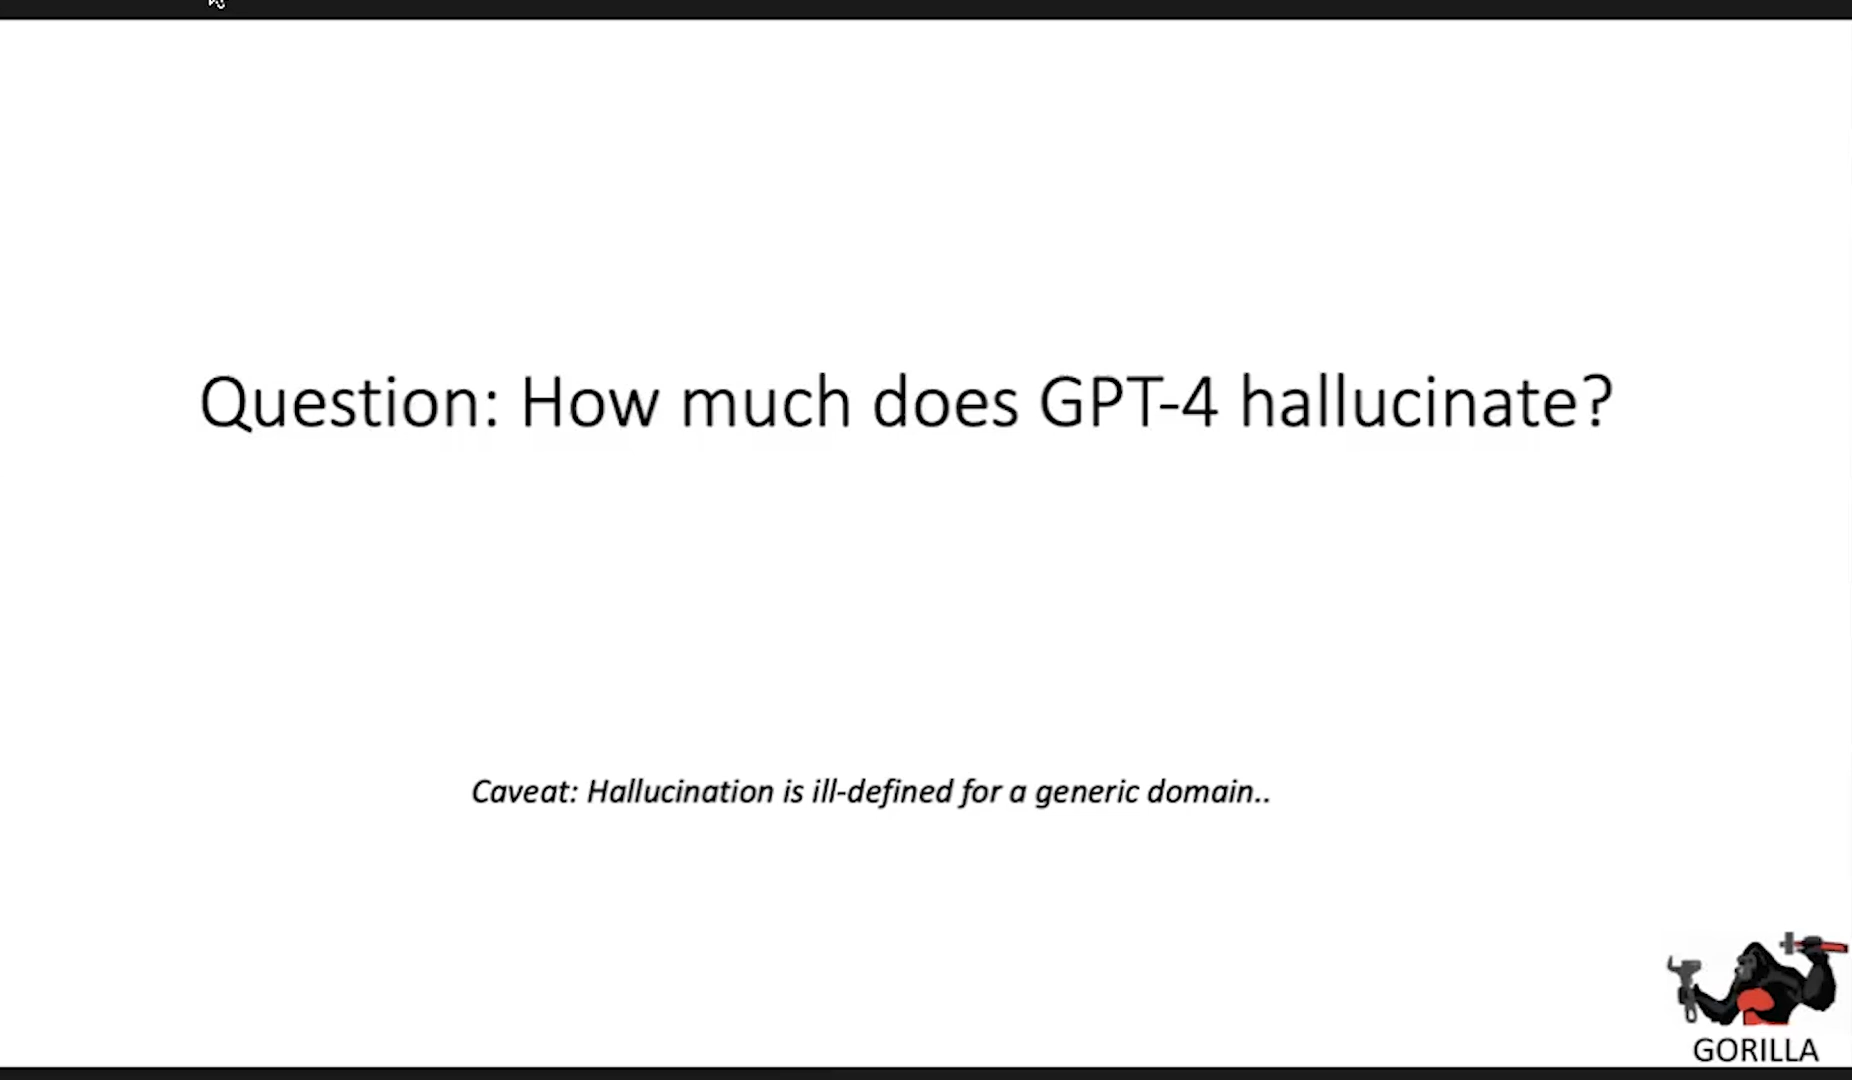 Question: How much does GPT-4 hallucinate?
Caveat: Hallucination is ill-defined for a generic domain..
GORILLA